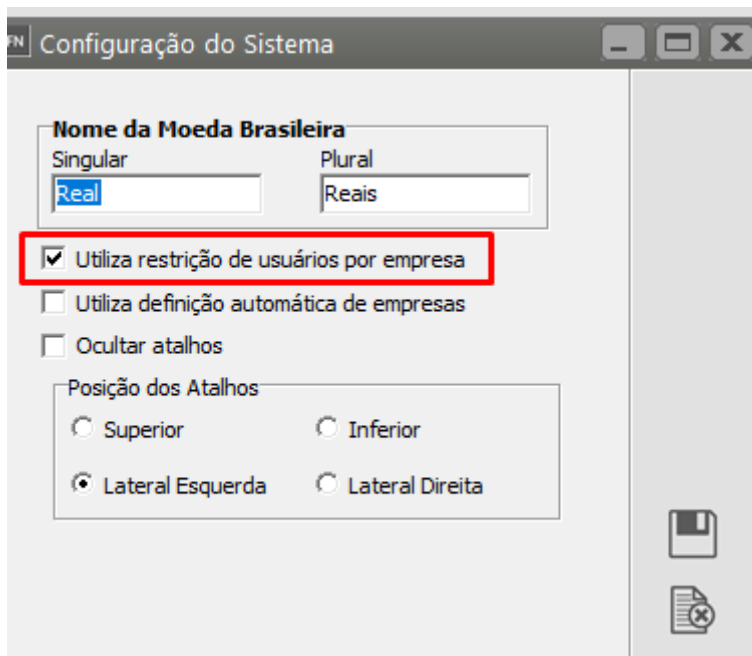 FN Configuração do Sistema
Nome da Moeda Brasileira
Singular Plural
Real Reais
Utiliza restrição de usuários por empresa
Utiliza definição automática de empresas
Ocultar atalhos
Posição dos Atalhos
Superior Inferior
Lateral Esquerda Lateral Direita